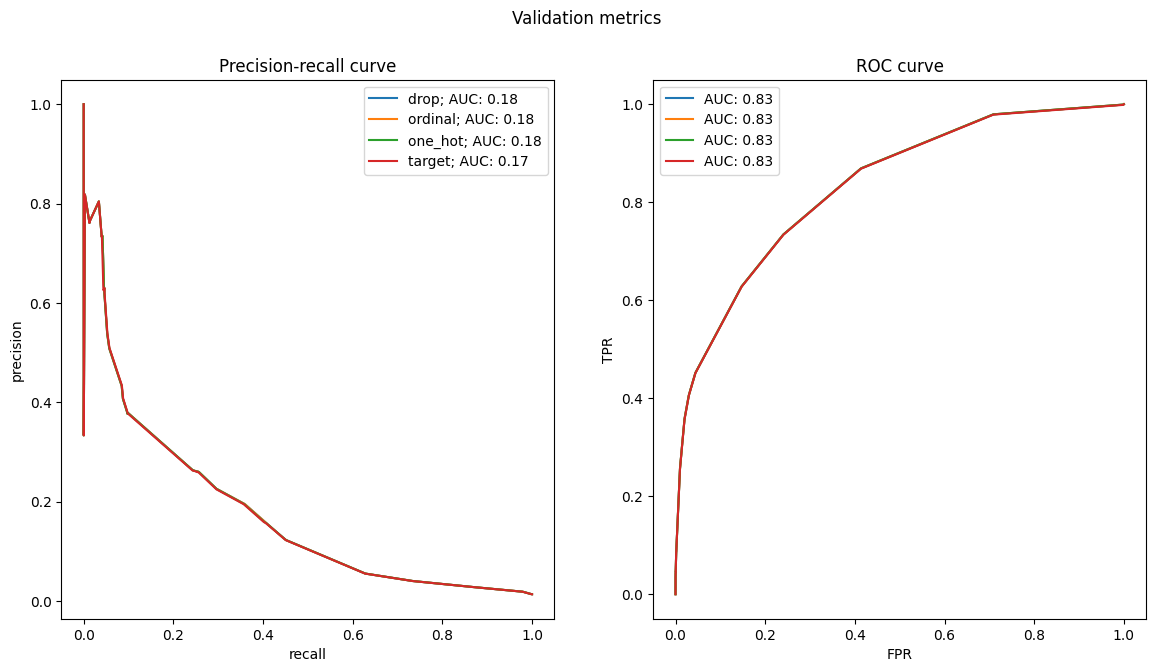 Validation metrics
Precision-recall curve
drop; AUC: 0.18
ordinal; AUC: 0.18
one_hot; AUC: 0.18
target; AUC: 0.17
precision
1.0
0.8
0.6
0.4
0.2
0.0
0.0 0.2 0.4 0.6 0.8 1.0
recall
ROC curve
AUC: 0.83
AUC: 0.83
AUC: 0.83
AUC: 0.83
TPR
1.0
0.8
0.6
0.4
0.2
0.0
0.0 0.2 0.4 0.6 0.8 1.0
FPR